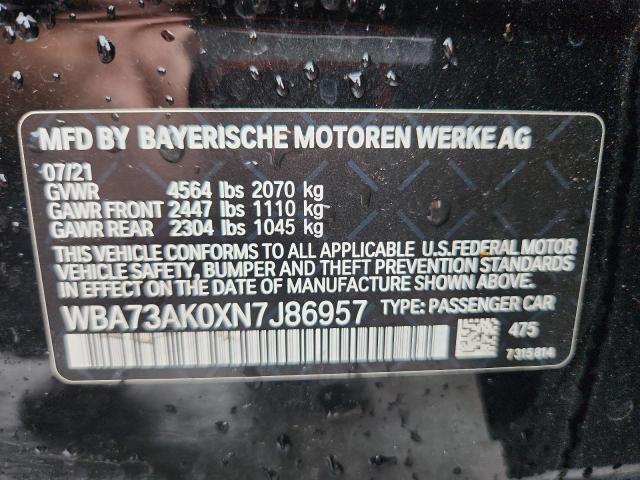 MFD BY BAYERISCHE MOTOREN WERKE AG
07/21
GVWR 4564 lbs 2070 kg
GAWR FRONT 2447 lbs 1110 kg
GAWR REAR 2304 lbs 1045 kg
THIS VEHICLE CONFORMS TO ALL APPLICABLE U.S.FEDERAL MOTOR
VEHICLE SAFETY, BUMPER AND THEFT PREVENTION STANDARDS
IN EFFECT ON THE DATE OF MANUFACTURE SHOWN ABOVE.
WBA73AK0XN7J86957 TYPE: PASSENGER CAR
475
7315814